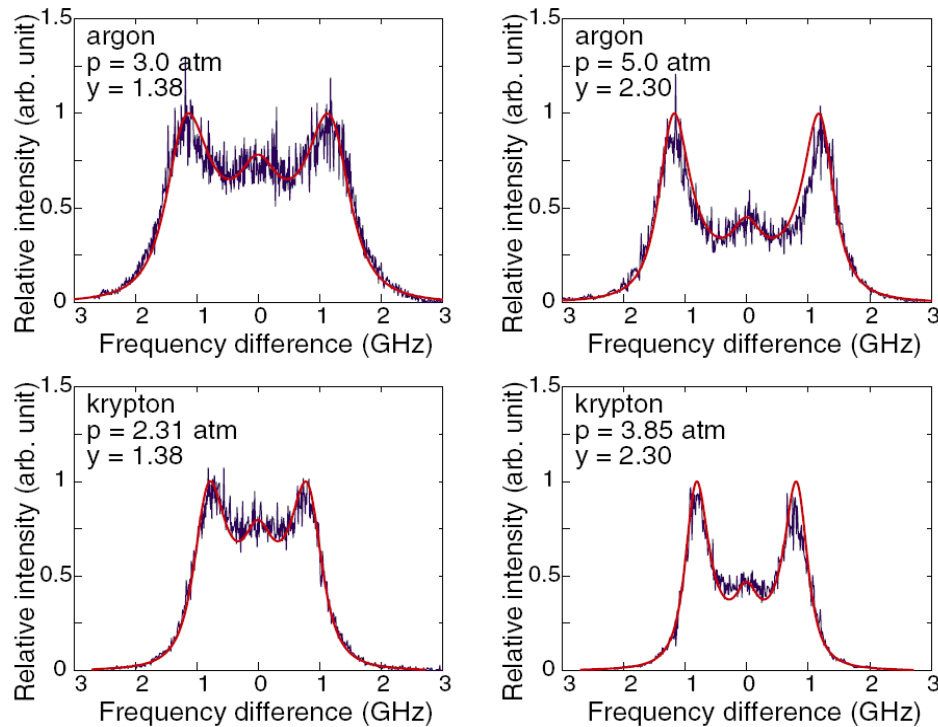 1.5
argon
p = 3.0 atm
y = 1.38
1
0.5
0
3 2 1 0 1 2 3
Frequency difference (GHz)
Relative intensity (arb. unit)
1.5
argon
p = 5.0 atm
y = 2.30
1
0.5
0
3 2 1 0 1 2 3
Frequency difference (GHz)
Relative intensity (arb. unit)
1.5
krypton
p = 2.31 atm
y = 1.38
1
0.5
0
3 2 1 0 1 2 3
Frequency difference (GHz)
Relative intensity (arb. unit)
1.5
krypton
p = 3.85 atm
y = 2.30
1
0.5
0
3 2 1 0 1 2 3
Frequency difference (GHz)
Relative intensity (arb. unit)